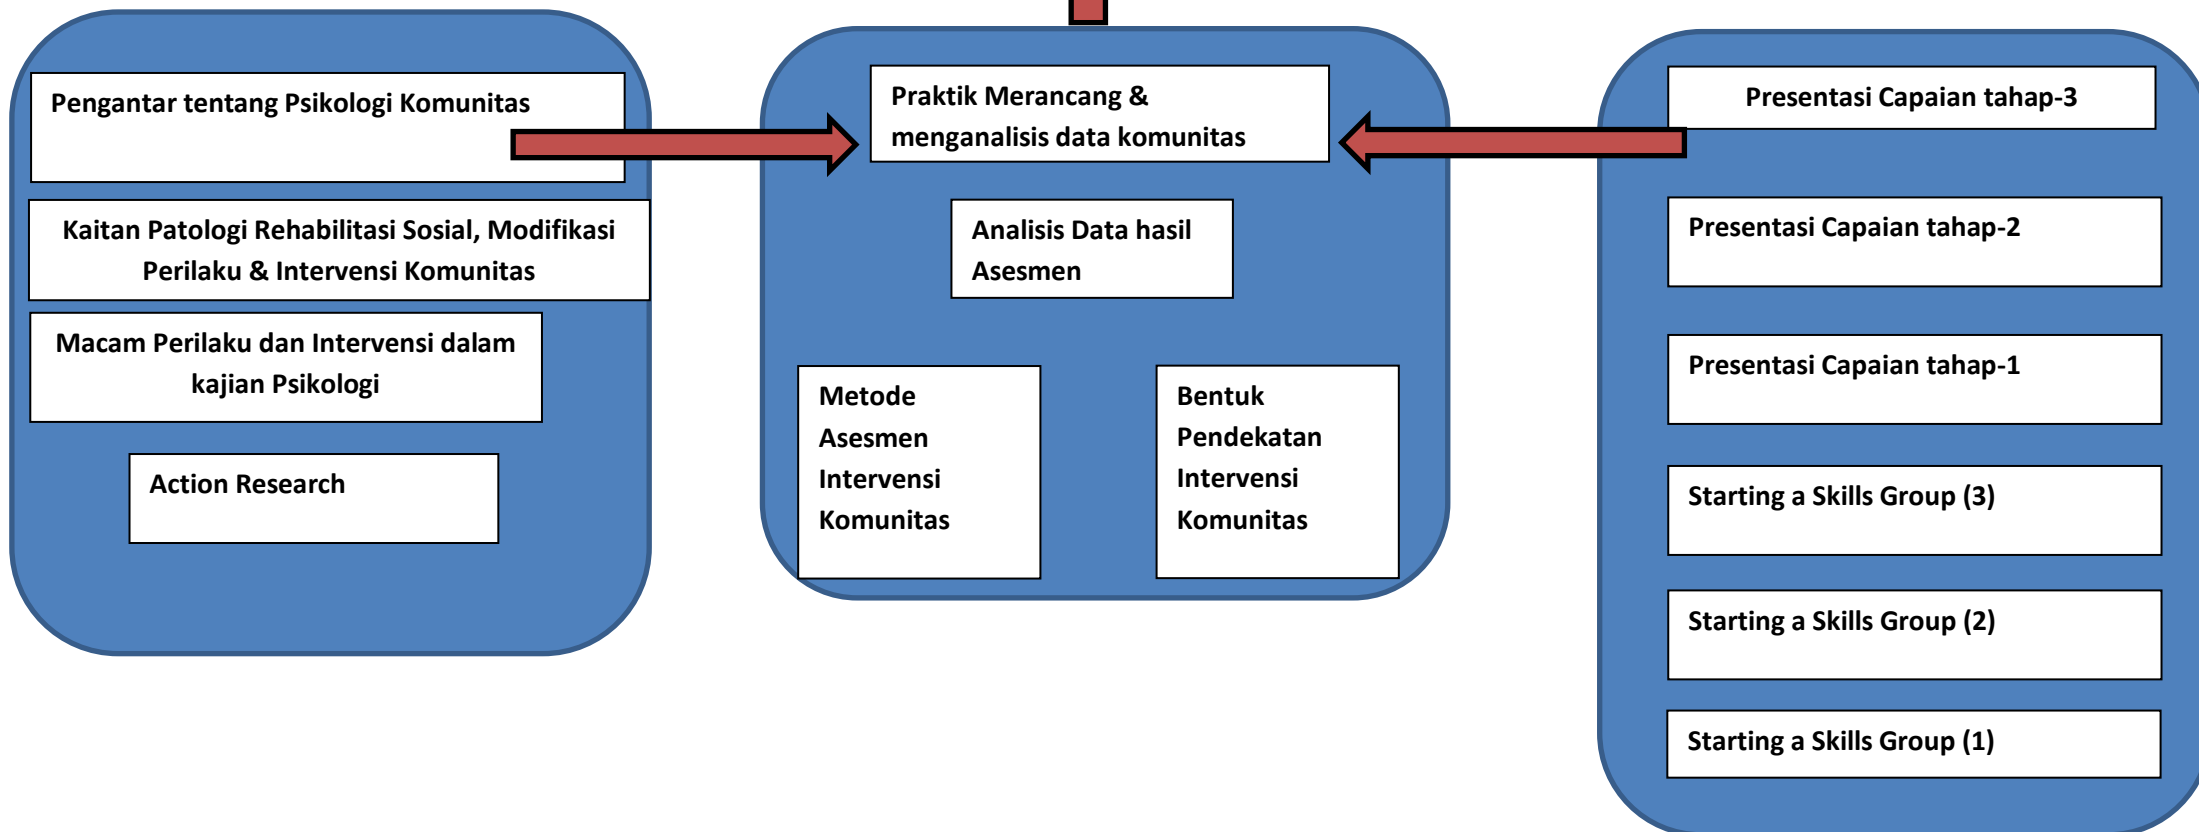 Pengantar tentang Psikologi Komunitas
Kaitan Patologi Rehabilitasi Sosial, Modifikasi
Perilaku & Intervensi Komunitas
Macam Perilaku dan Intervensi dalam
kajian Psikologi
Action Research
Praktik Merancang &
menganalisis data komunitas
Analisis Data hasil
Asesmen
Metode
Asesmen
Intervensi
Komunitas
Bentuk
Pendekatan
Intervensi
Komunitas
Presentasi Capaian tahap-3
Presentasi Capaian tahap-2
Presentasi Capaian tahap-1
Starting a Skills Group (3)
Starting a Skills Group (2)
Starting a Skills Group (1)